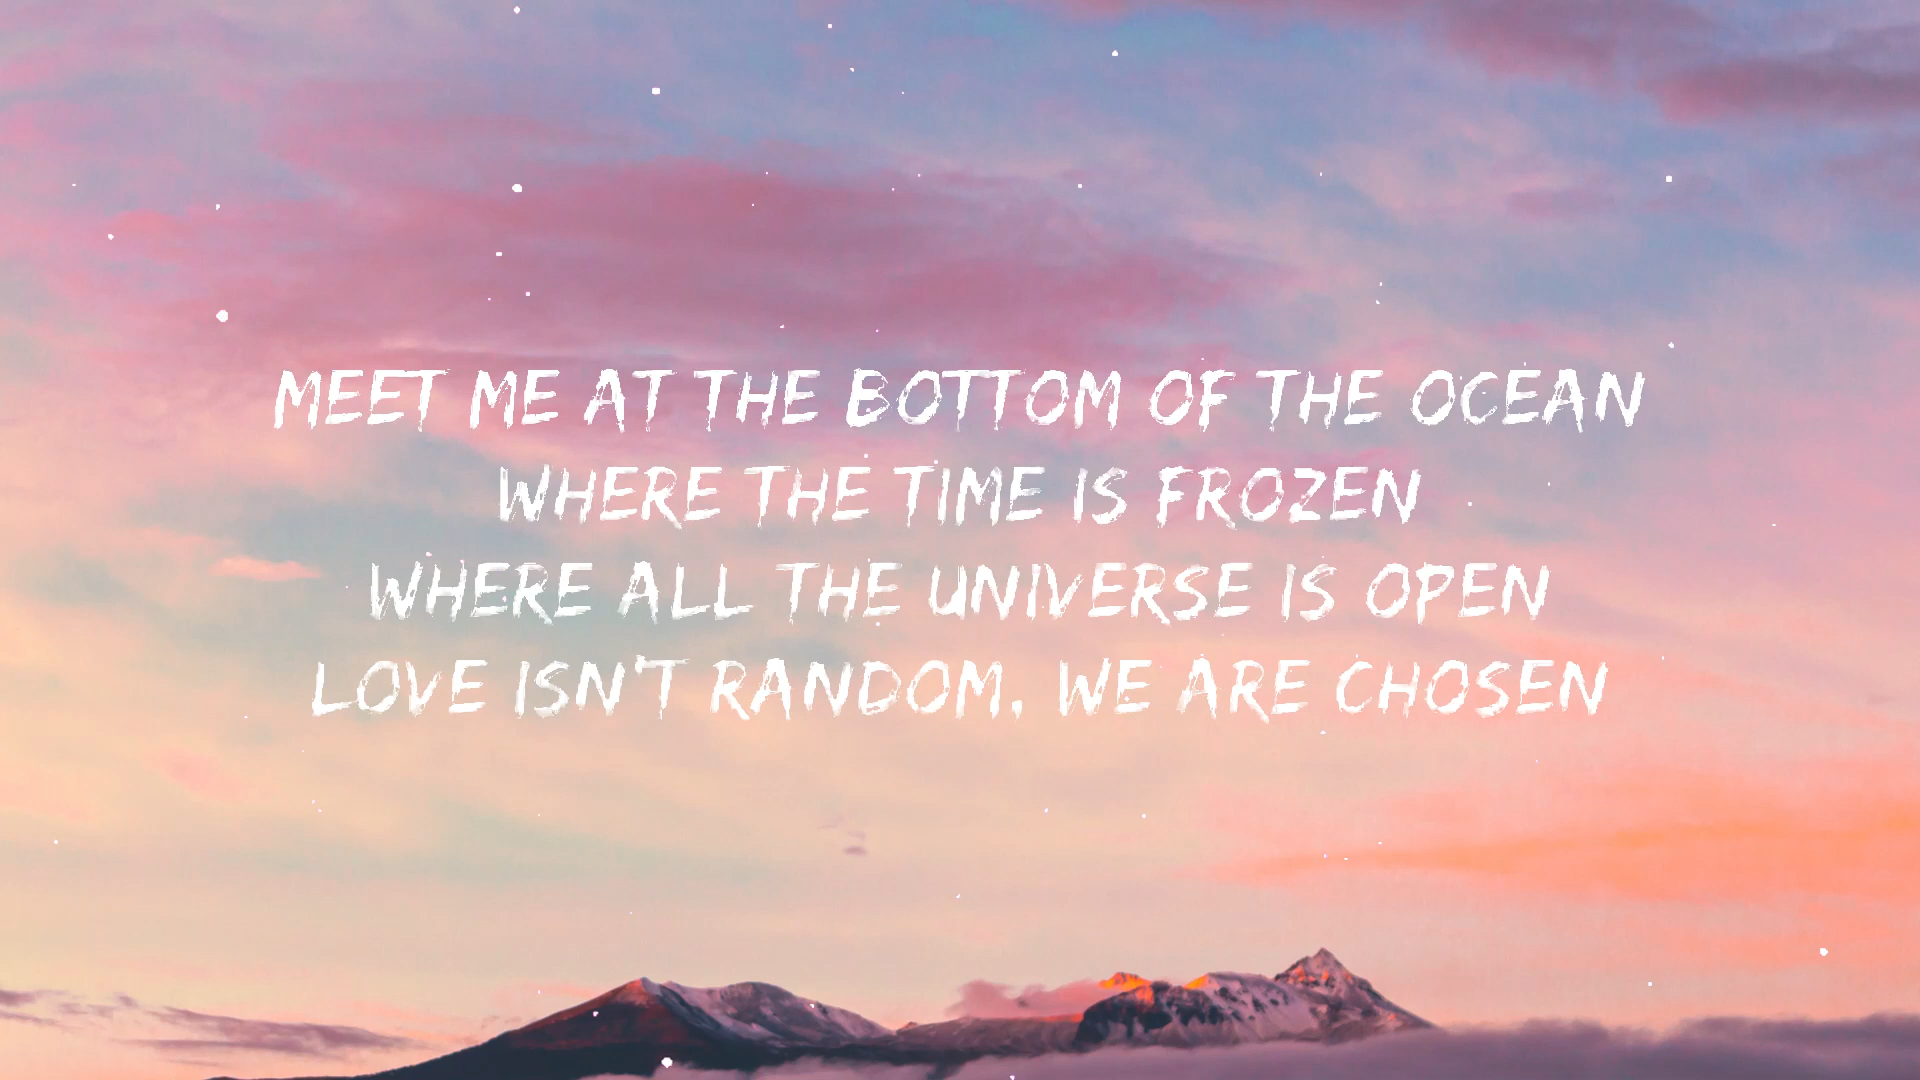 MEET ME AT THE BOTTOM OF THE OCEAN
WHERE THE TIME IS FROZEN
WHERE ALL THE UNIVERSE IS OPEN
LOVE ISN'T RANDOM, WE ARE CHOSEN